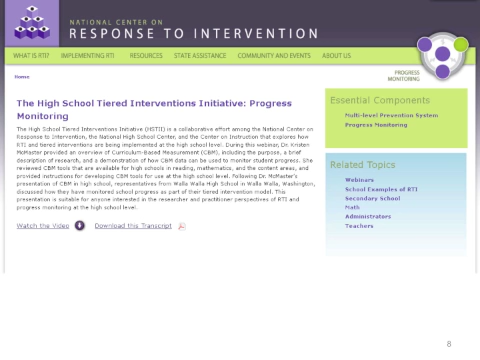 NATIONAL CENTER ON
RESPONSE TO INTERVENTION
WHAT IS RTI? IMPLEMENTING RTI RESOURCES STATE ASSISTANCE COMMUNITY AND EVENTS ABOUT US
Home
PROGRESS
MONITORING
The High School Tiered Interventions Initiative: Progress
Monitoring
The High School Tiered Interventions Initiative (HSTII) is a collaborative effort among the National Center on
Response to Intervention, the National High School Center, and the Center on Instruction that explores how
RTI and tiered interventions are being implemented at the high school level. During this webinar, Dr. Kristen
McMaster provided an overview of Curriculum-Based Measurement (CBM), including the purpose, a brief
description of research, and a demonstration of how CBM data can be used to monitor student progress. She
reviewed CBM tools that are available for high schools in reading, mathematics, and the content areas, and
provided instructions for developing CBM tools for use at the high school level. Following Dr. McMaster's
presentation of CBM in high school, representatives from Walla Walla High School in Walla Walla, Washington,
discussed how they have monitored school progress as part of their tiered intervention model. This
presentation is suitable for anyone interested in the researcher and practitioner perspectives of RTI and
progress monitoring at the high school level.
Watch the Video Download this Transcript
Essential Components
Multi-level Prevention System
Progress Monitoring
Related Topics
Webinars
School Examples of RTI
Secondary School
Math
Administrators
Teachers
8